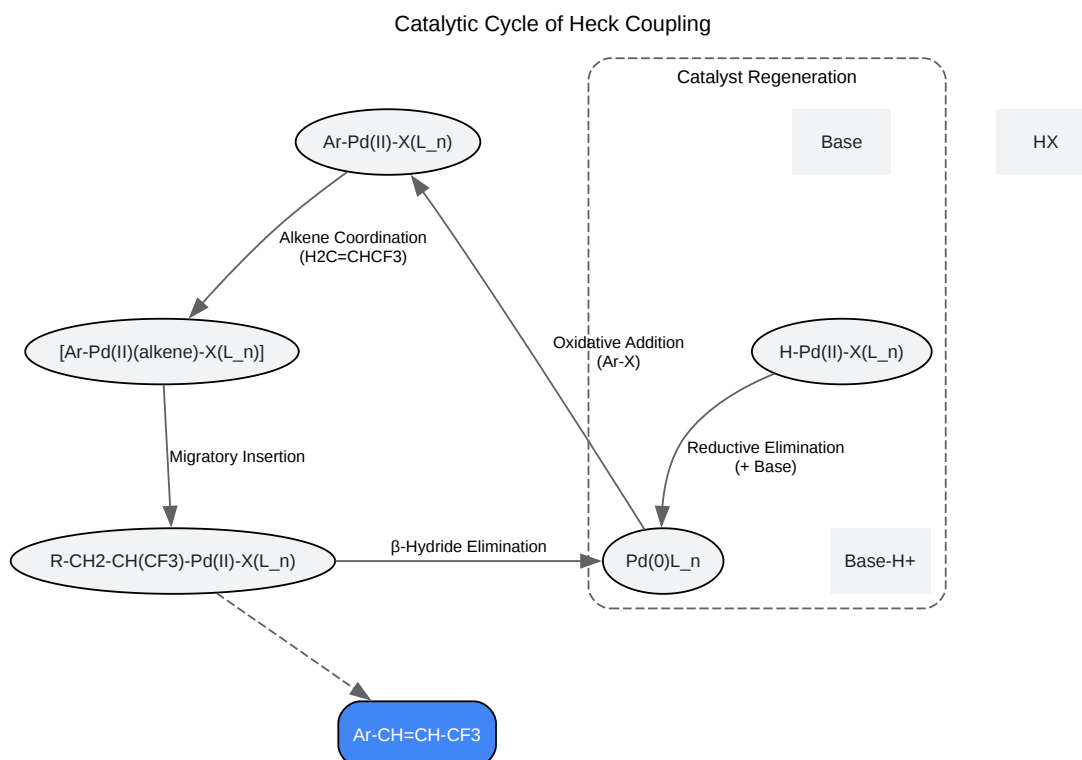 Catalytic Cycle of Heck Coupling
Catalyst Regeneration
Ar-Pd(II)-X(L_n)
Base
HX
Alkene Coordination
(H2C=CHCF3)
[Ar-Pd(II)(alkene)-X(L_n)]
Oxidative Addition
(Ar-X)
H-Pd(II)-X(L_n)
Migratory Insertion
Reductive Elimination
(+ Base)
R-CH2-CH(CF3)-Pd(II)-X(L_n)
β-Hydride Elimination
Pd(0)L_n
Base-H+
Ar-CH=CH-CF3